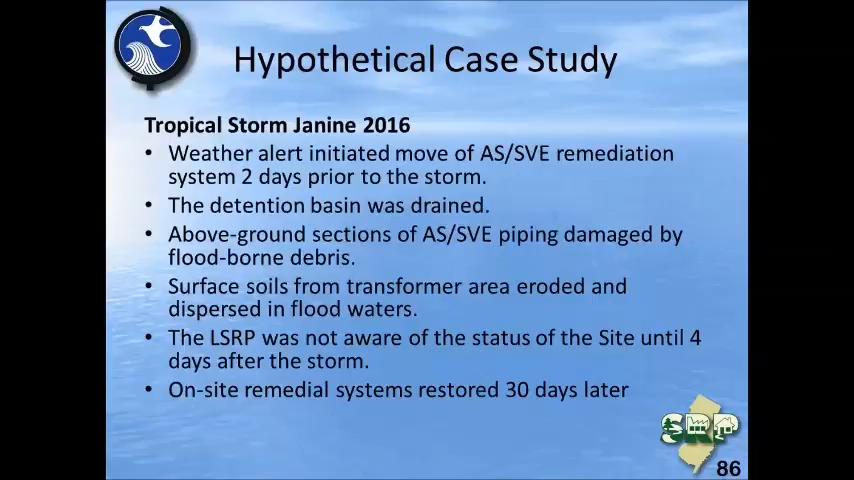 Hypothetical Case Study
Tropical Storm Janine 2016
• Weather alert initiated move of AS/SVE remediation
system 2 days prior to the storm.
• The detention basin was drained.
• Above-ground sections of AS/SVE piping damaged by
flood-borne debris.
• Surface soils from transformer area eroded and
dispersed in flood waters.
• The LSRP was not aware of the status of the Site until 4
days after the storm.
• On-site remedial systems restored 30 days later
SRP
86